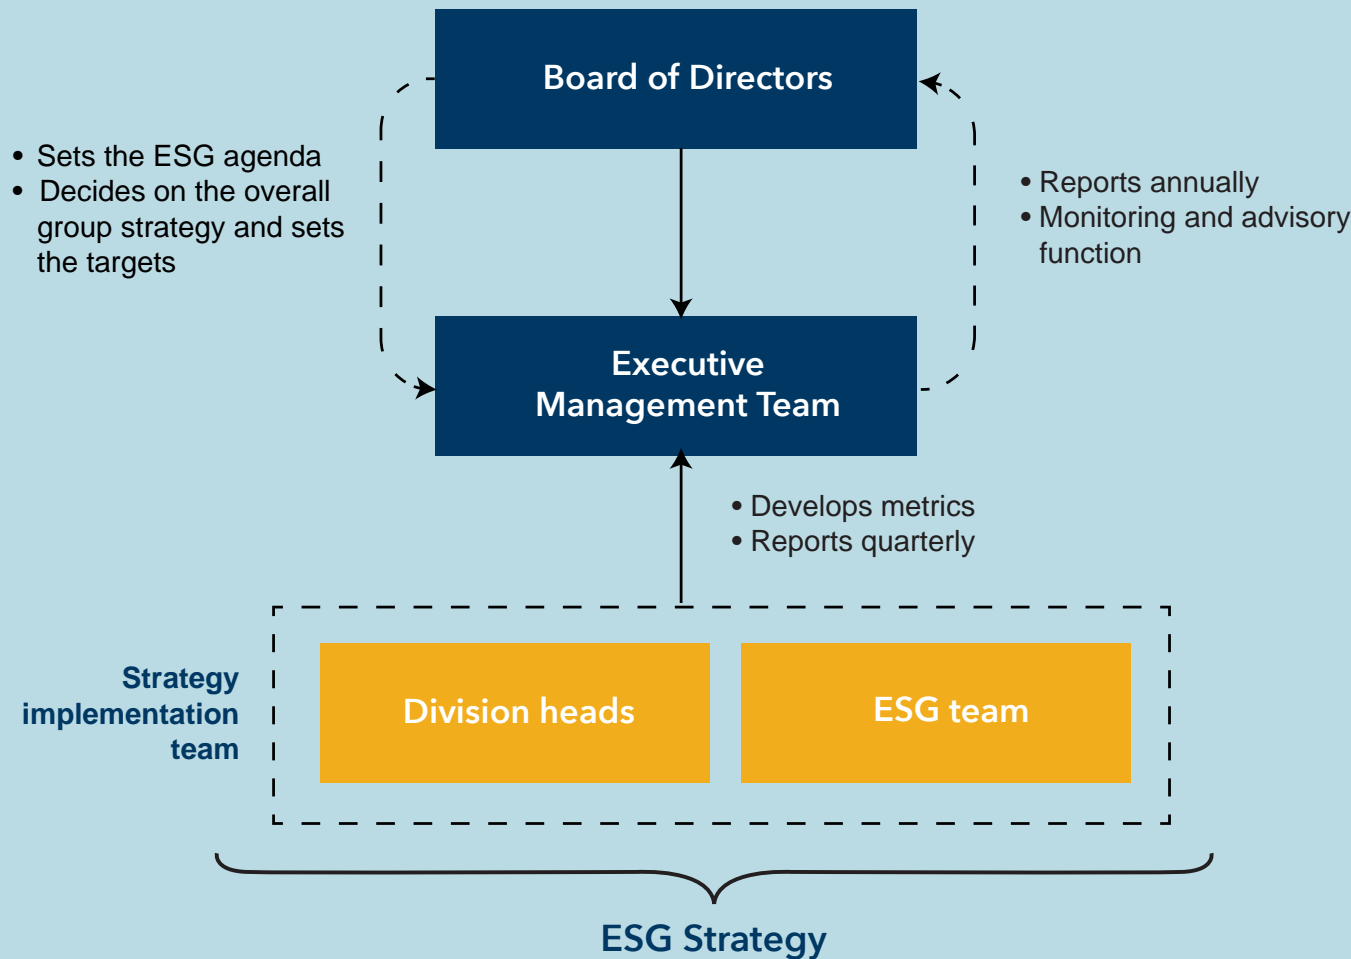 Board of Directors
• Sets the ESG agenda
• Decides on the overall
group strategy and sets
the targets
• Reports annually
• Monitoring and advisory
function
Executive
Management Team
• Develops metrics
• Reports quarterly
Strategy
implementation
team
Division heads
ESG team
ESG Strategy